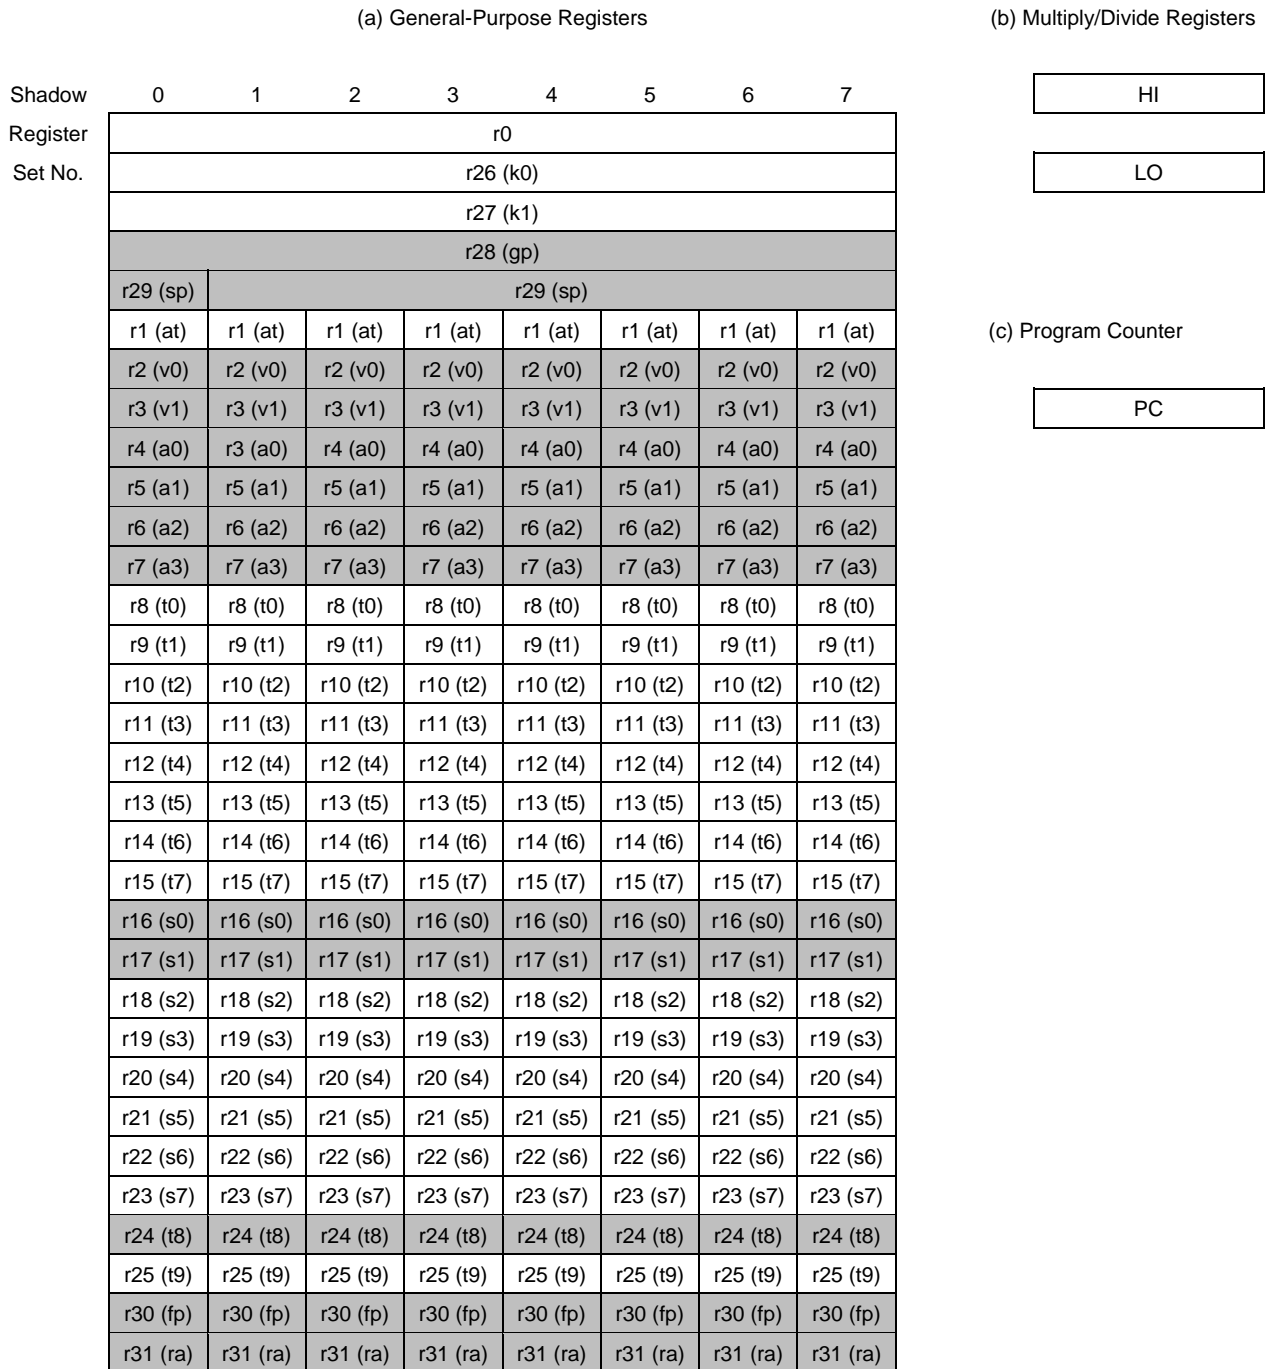 (a) General-Purpose Registers (b) Multiply/Divide Registers
Shadow 0 1 2 3 4 5 6 7 HI
Register r0
Set No. r26 (k0) LO
r27 (k1)
r28 (gp)
r29 (sp) r29 (sp)
r1 (at) r1 (at) r1 (at) r1 (at) r1 (at) r1 (at) r1 (at) r1 (at) (c) Program Counter
r2 (v0) r2 (v0) r2 (v0) r2 (v0) r2 (v0) r2 (v0) r2 (v0) r2 (v0)
r3 (v1) r3 (v1) r3 (v1) r3 (v1) r3 (v1) r3 (v1) r3 (v1) r3 (v1) PC
r4 (a0) r3 (a0) r4 (a0) r4 (a0) r4 (a0) r4 (a0) r4 (a0) r4 (a0)
r5 (a1) r5 (a1) r5 (a1) r5 (a1) r5 (a1) r5 (a1) r5 (a1) r5 (a1)
r6 (a2) r6 (a2) r6 (a2) r6 (a2) r6 (a2) r6 (a2) r6 (a2) r6 (a2)
r7 (a3) r7 (a3) r7 (a3) r7 (a3) r7 (a3) r7 (a3) r7 (a3) r7 (a3)
r8 (t0) r8 (t0) r8 (t0) r8 (t0) r8 (t0) r8 (t0) r8 (t0) r8 (t0)
r9 (t1) r9 (t1) r9 (t1) r9 (t1) r9 (t1) r9 (t1) r9 (t1) r9 (t1)
r10 (t2) r10 (t2) r10 (t2) r10 (t2) r10 (t2) r10 (t2) r10 (t2) r10 (t2)
r11 (t3) r11 (t3) r11 (t3) r11 (t3) r11 (t3) r11 (t3) r11 (t3) r11 (t3)
r12 (t4) r12 (t4) r12 (t4) r12 (t4) r12 (t4) r12 (t4) r12 (t4) r12 (t4)
r13 (t5) r13 (t5) r13 (t5) r13 (t5) r13 (t5) r13 (t5) r13 (t5) r13 (t5)
r14 (t6) r14 (t6) r14 (t6) r14 (t6) r14 (t6) r14 (t6) r14 (t6) r14 (t6)
r15 (t7) r15 (t7) r15 (t7) r15 (t7) r15 (t7) r15 (t7) r15 (t7) r15 (t7)
r16 (s0) r16 (s0) r16 (s0) r16 (s0) r16 (s0) r16 (s0) r16 (s0) r16 (s0)
r17 (s1) r17 (s1) r17 (s1) r17 (s1) r17 (s1) r17 (s1) r17 (s1) r17 (s1)
r18 (s2) r18 (s2) r18 (s2) r18 (s2) r18 (s2) r18 (s2) r18 (s2) r18 (s2)
r19 (s3) r19 (s3) r19 (s3) r19 (s3) r19 (s3) r19 (s3) r19 (s3) r19 (s3)
r20 (s4) r20 (s4) r20 (s4) r20 (s4) r20 (s4) r20 (s4) r20 (s4) r20 (s4)
r21 (s5) r21 (s5) r21 (s5) r21 (s5) r21 (s5) r21 (s5) r21 (s5) r21 (s5)
r22 (s6) r22 (s6) r22 (s6) r22 (s6) r22 (s6) r22 (s6) r22 (s6) r22 (s6)
r23 (s7) r23 (s7) r23 (s7) r23 (s7) r23 (s7) r23 (s7) r23 (s7) r23 (s7)
r24 (t8) r24 (t8) r24 (t8) r24 (t8) r24 (t8) r24 (t8) r24 (t8) r24 (t8)
r25 (t9) r25 (t9) r25 (t9) r25 (t9) r25 (t9) r25 (t9) r25 (t9) r25 (t9)
r30 (fp) r30 (fp) r30 (fp) r30 (fp) r30 (fp) r30 (fp) r30 (fp) r30 (fp)
r31 (ra) r31 (ra) r31 (ra) r31 (ra) r31 (ra) r31 (ra) r31 (ra) r31 (ra)